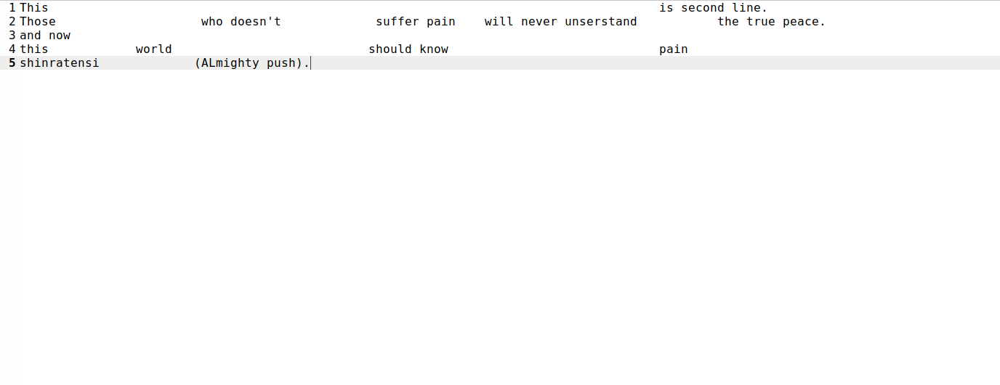 1 This is second line.
2 Those who doesn't suffer pain will never unserstand the true peace.
3 and now
4 this world should know pain
5 shinratensi (ALmighty push).